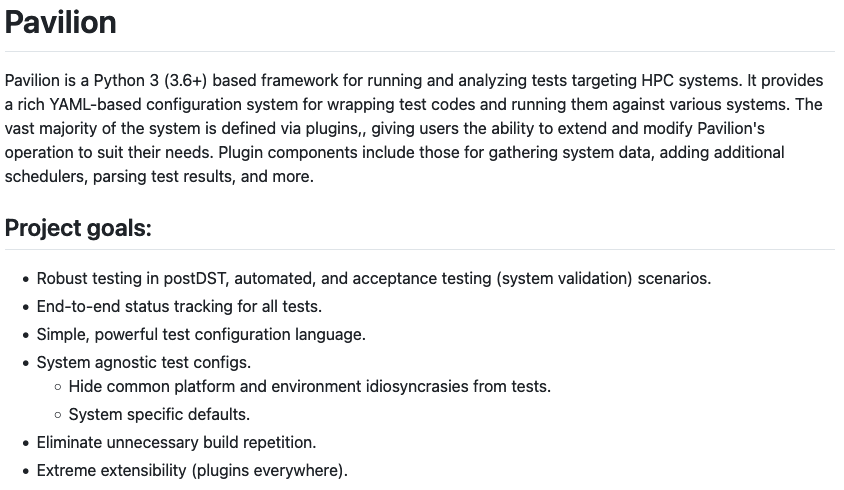 Pavilion
Pavilion is a Python 3 (3.6+) based framework for running and analyzing tests targeting HPC systems. It provides
a rich YAML-based configuration system for wrapping test codes and running them against various systems. The
vast majority of the system is defined via plugins,, giving users the ability to extend and modify Pavilion's
operation to suit their needs. Plugin components include those for gathering system data, adding additional
schedulers, parsing test results, and more.
Project goals:
• Robust testing in postDST, automated, and acceptance testing (system validation) scenarios.
• End-to-end status tracking for all tests.
• Simple, powerful test configuration language.
• System agnostic test configs.
◦ Hide common platform and environment idiosyncrasies from tests.
◦ System specific defaults.
• Eliminate unnecessary build repetition.
• Extreme extensibility (plugins everywhere).